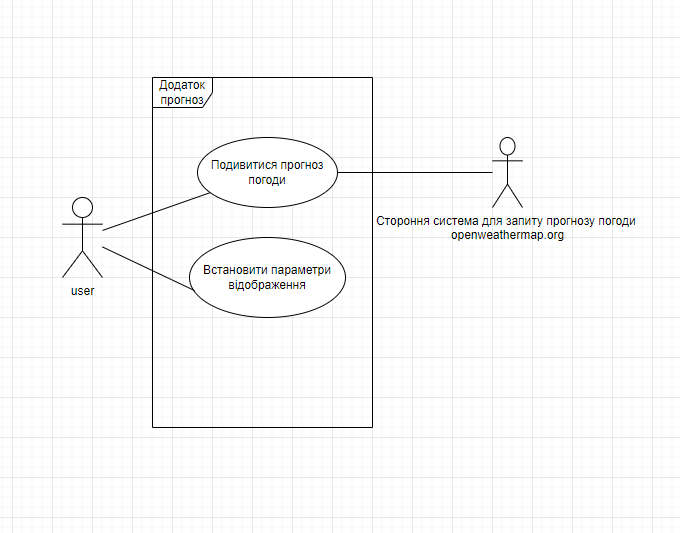 Додаток
прогноз
Подивитися прогноз
погоди
Стороння система для запиту прогнозу погоди
openweathermap.org
Встановити параметри
відображення
user